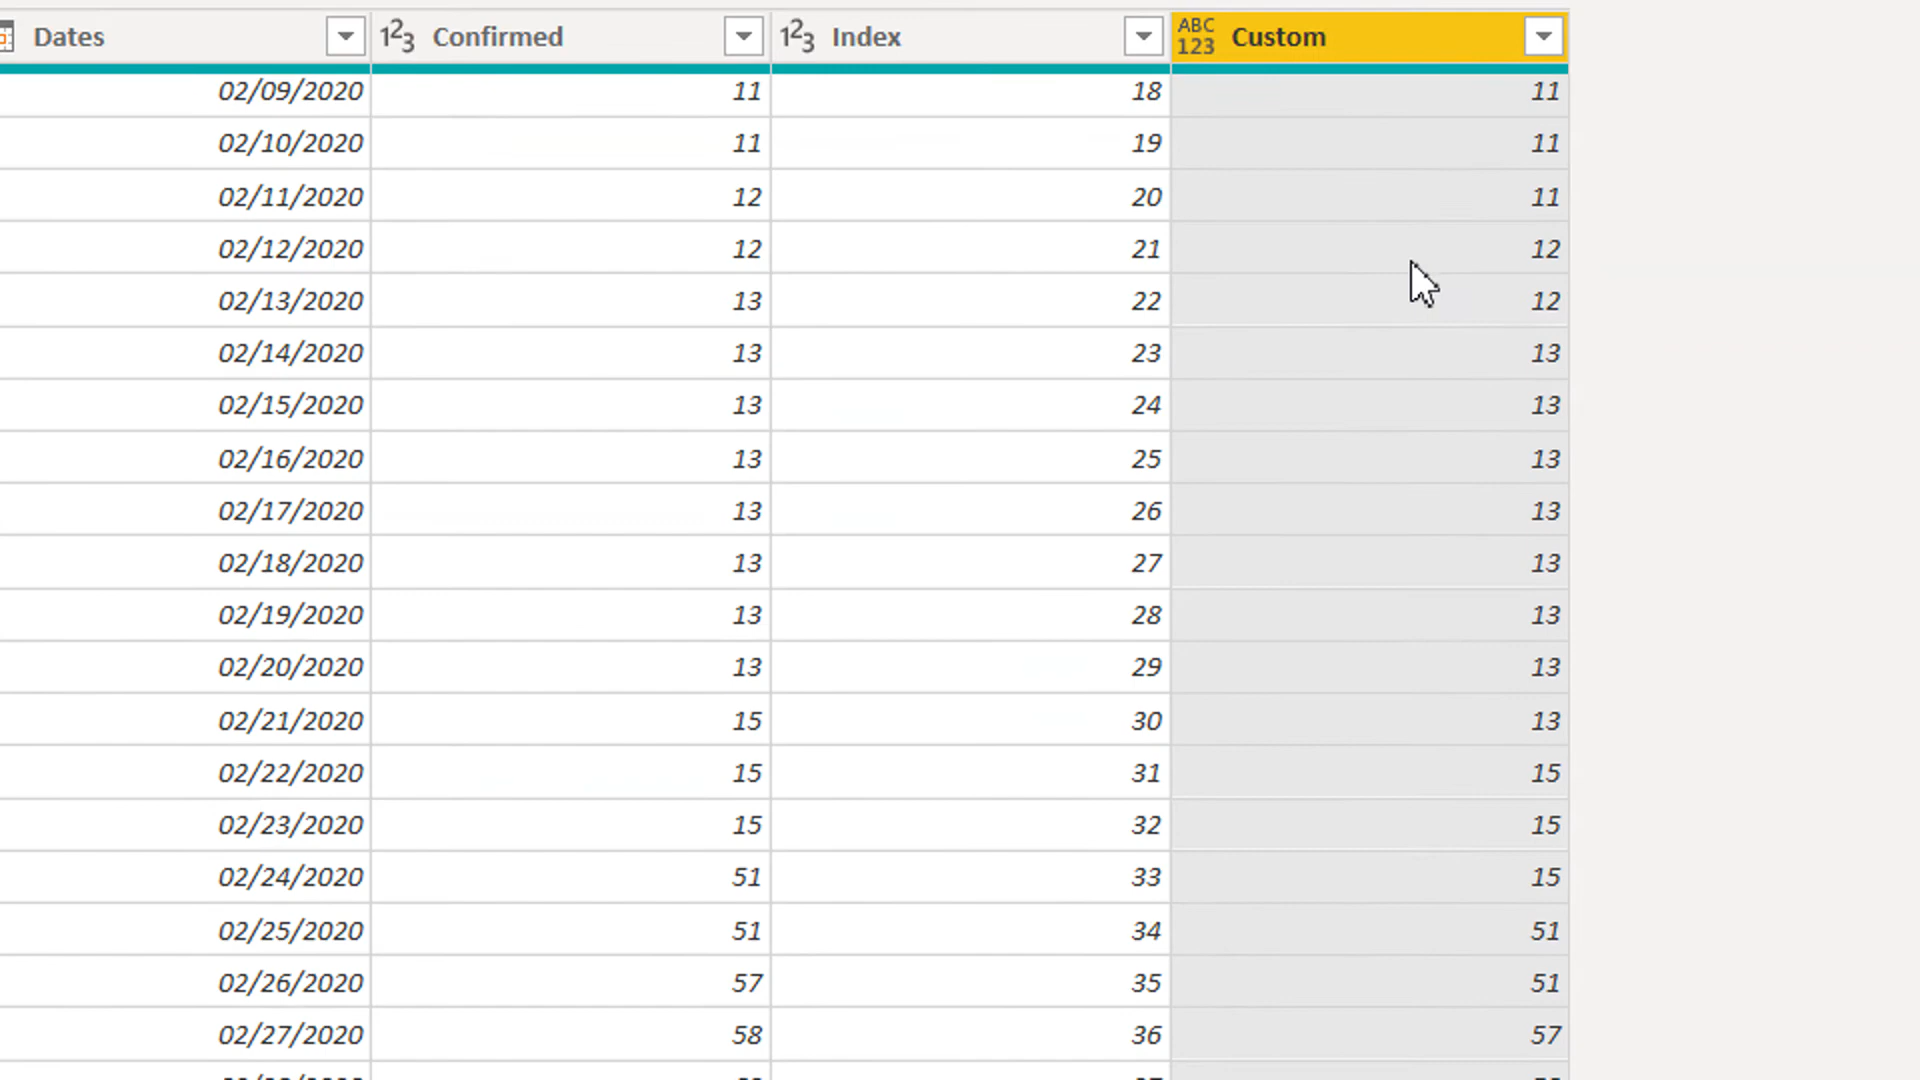 Dates 123 Confirmed 123 Index ABC 123 Custom
02/09/2020 11 18 11
02/10/2020 11 19 11
02/11/2020 12 20 11
02/12/2020 12 21 12
02/13/2020 13 22 12
02/14/2020 13 23 13
02/15/2020 13 24 13
02/16/2020 13 25 13
02/17/2020 13 26 13
02/18/2020 13 27 13
02/19/2020 13 28 13
02/20/2020 13 29 13
02/21/2020 15 30 13
02/22/2020 15 31 15
02/23/2020 15 32 15
02/24/2020 51 33 15
02/25/2020 51 34 51
02/26/2020 57 35 51
02/27/2020 58 36 57